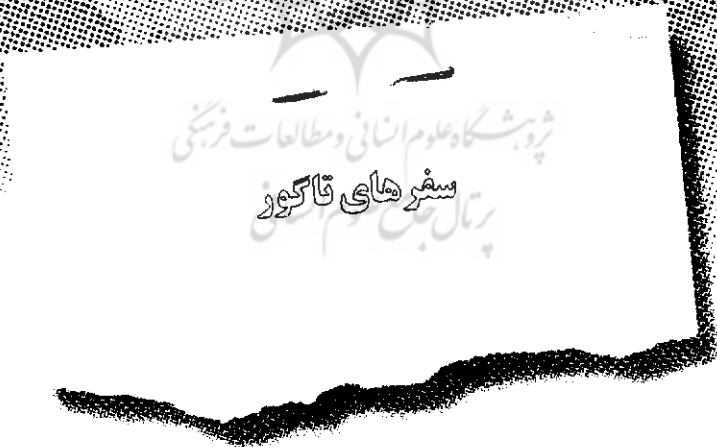 پژوهشگاه علوم انسانی و مطالعات فرهنگی
سفرهای تاگور
پرتال جامع علوم انسانی